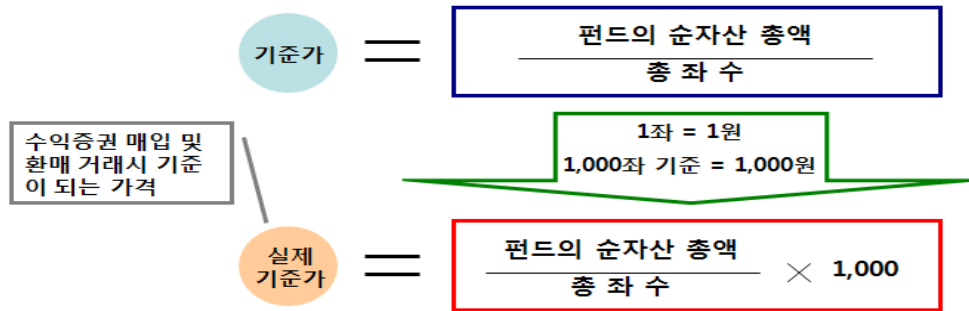 기준가
=
펀드의 순자산 총액
총 좌 수
수익증권 매입 및
환매 거래시 기준
이 되는 가격
1좌 = 1원
1,000좌 기준 = 1,000원
실제
기준가
=
펀드의 순자산 총액
총 좌 수
× 1,000